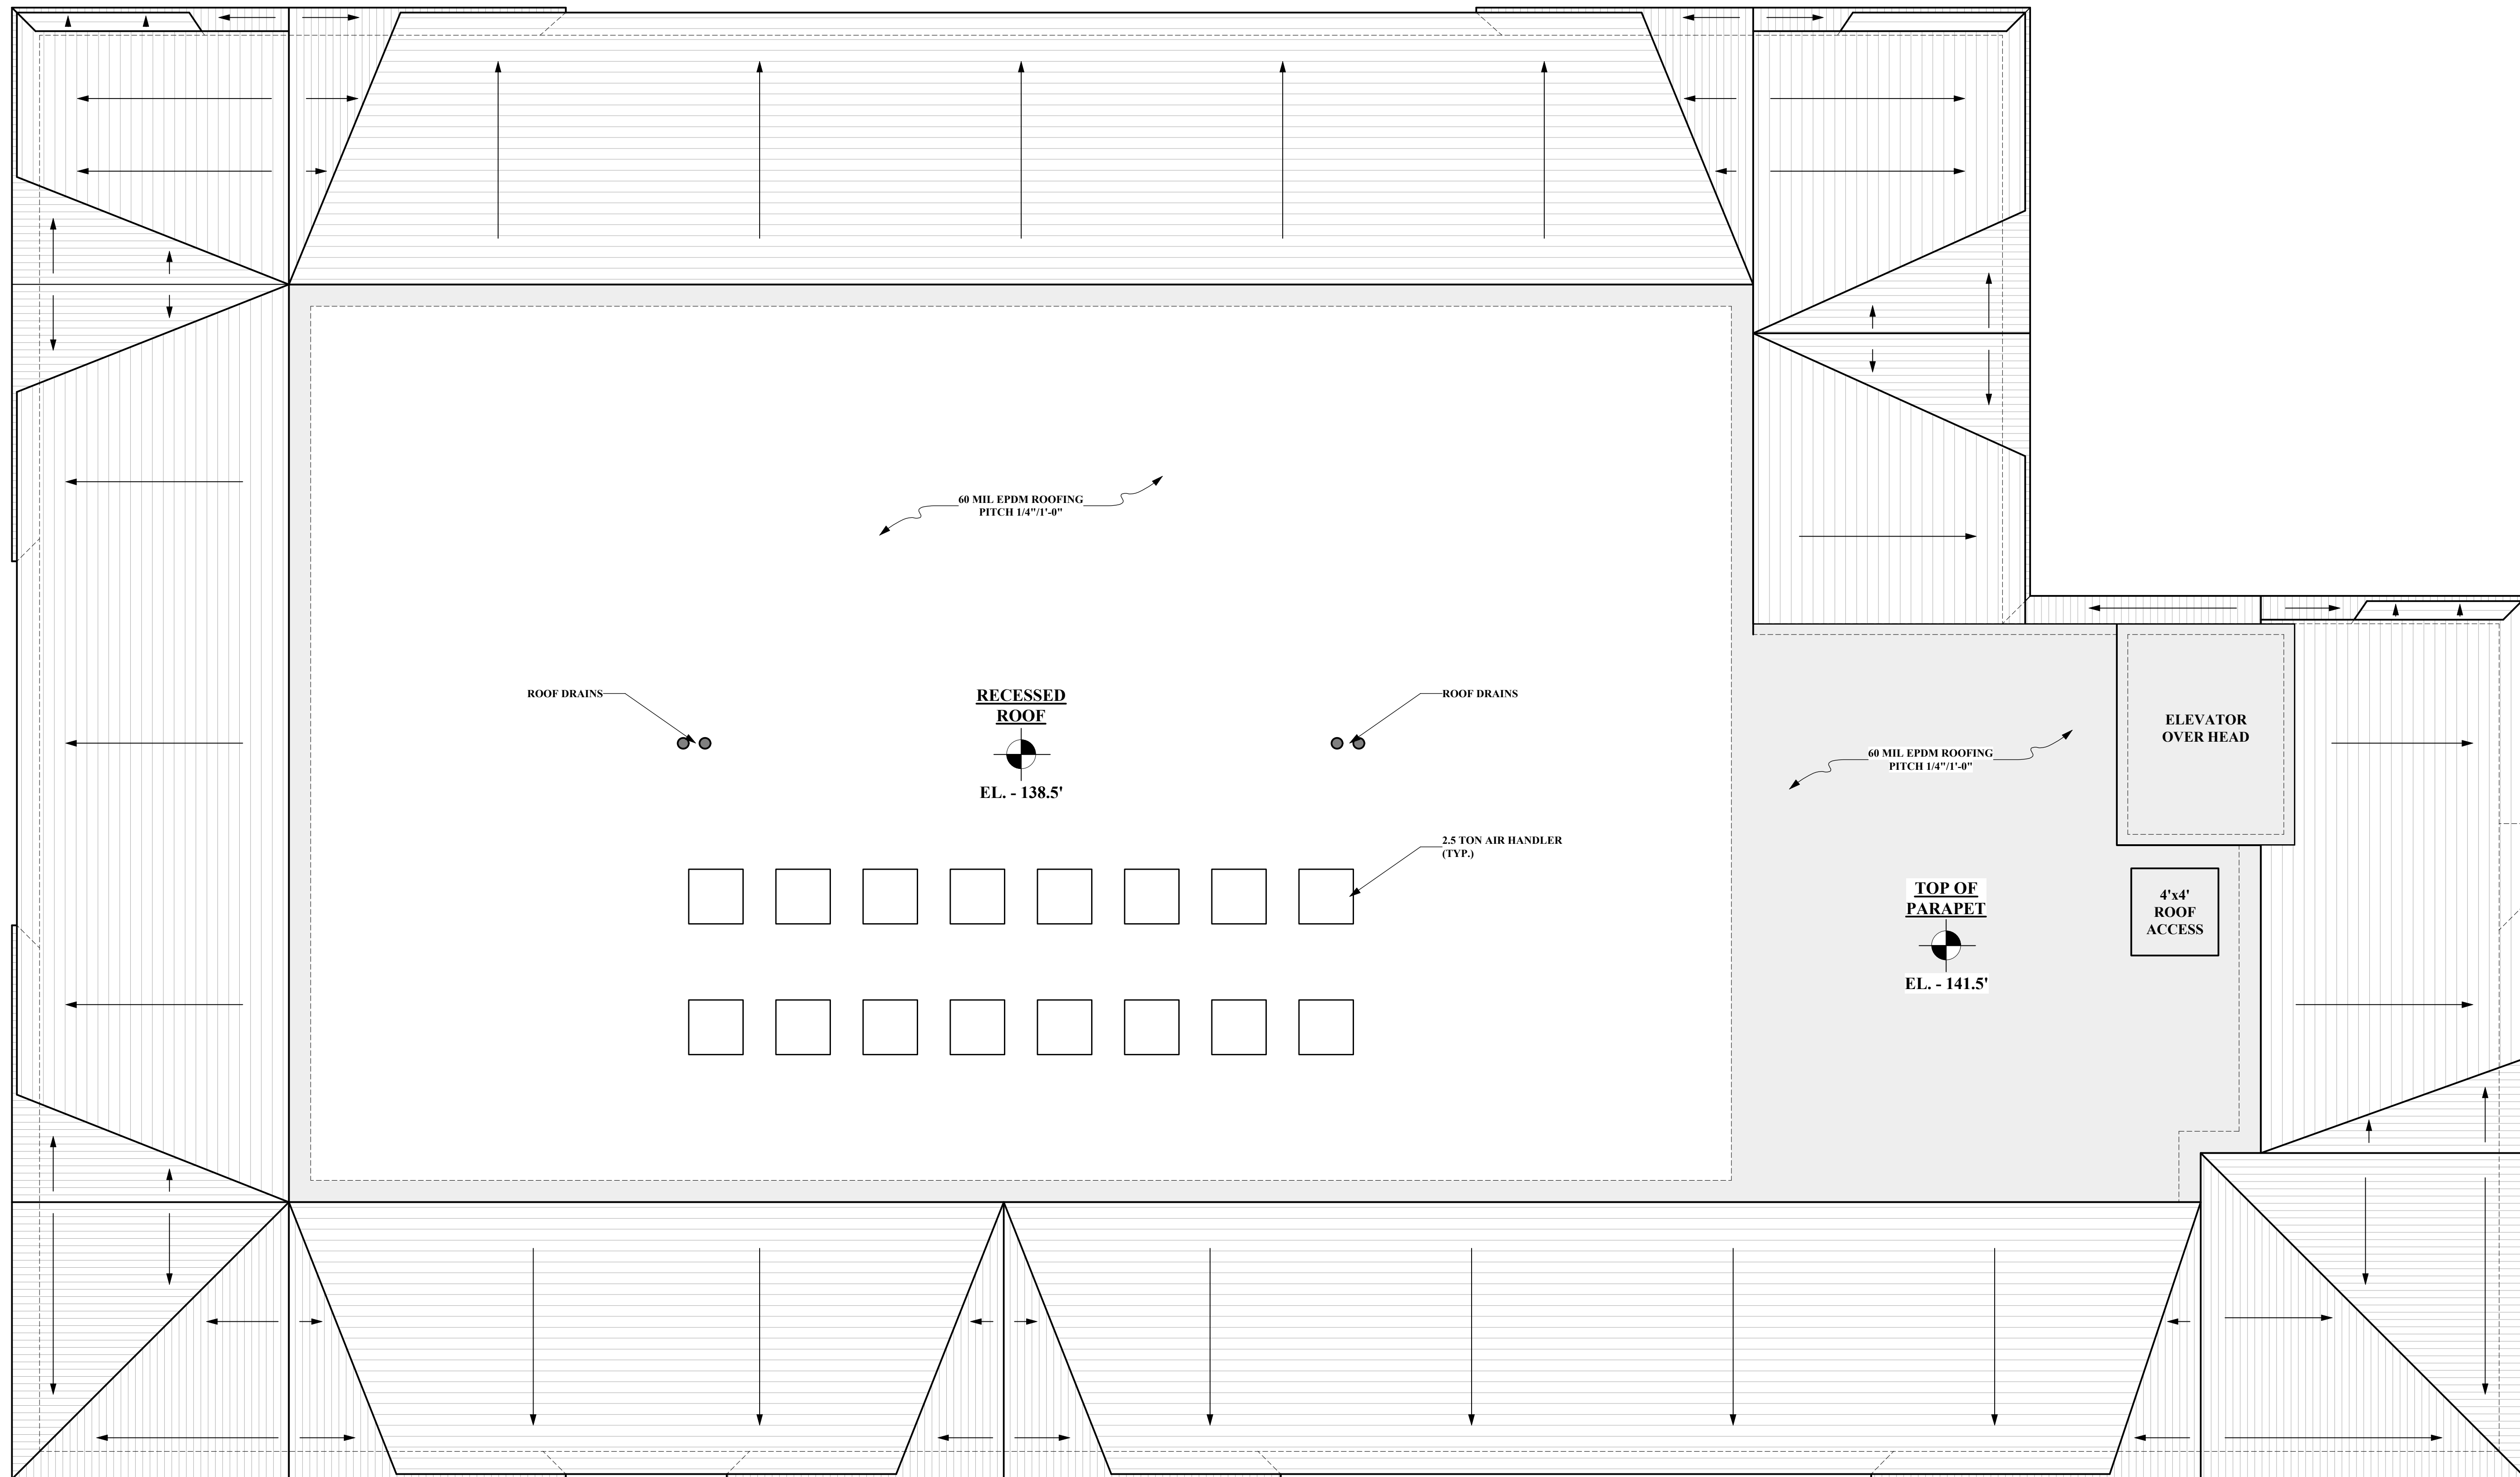 60 MIL EPDM ROOFING
PITCH 1/4"/1'-0"
ROOF DRAINS
RECESSED
ROOF
EL. - 138.5'
ROOF DRAINS
ELEVATOR
OVER HEAD
60 MIL EPDM ROOFING
PITCH 1/4"/1'-0"
2.5 TON AIR HANDLER
(TYP.)
TOP OF
PARAPET
EL. - 141.5'
4'x4'
ROOF
ACCESS